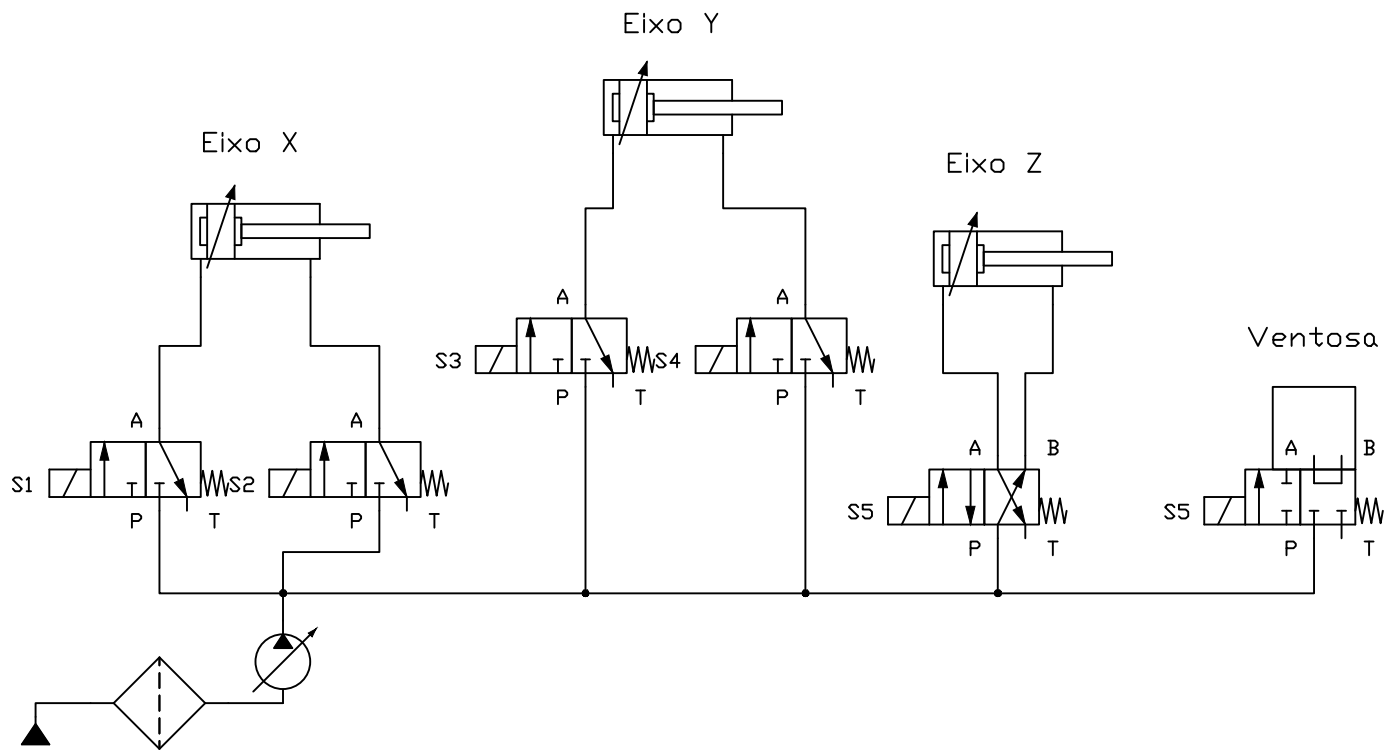 Eixo Y
Eixo X
Eixo Z
A A
Ventosa
S3 S4
P T P T
A A
A B A B
S1 S2
S5 S5
P T P T
P T P T